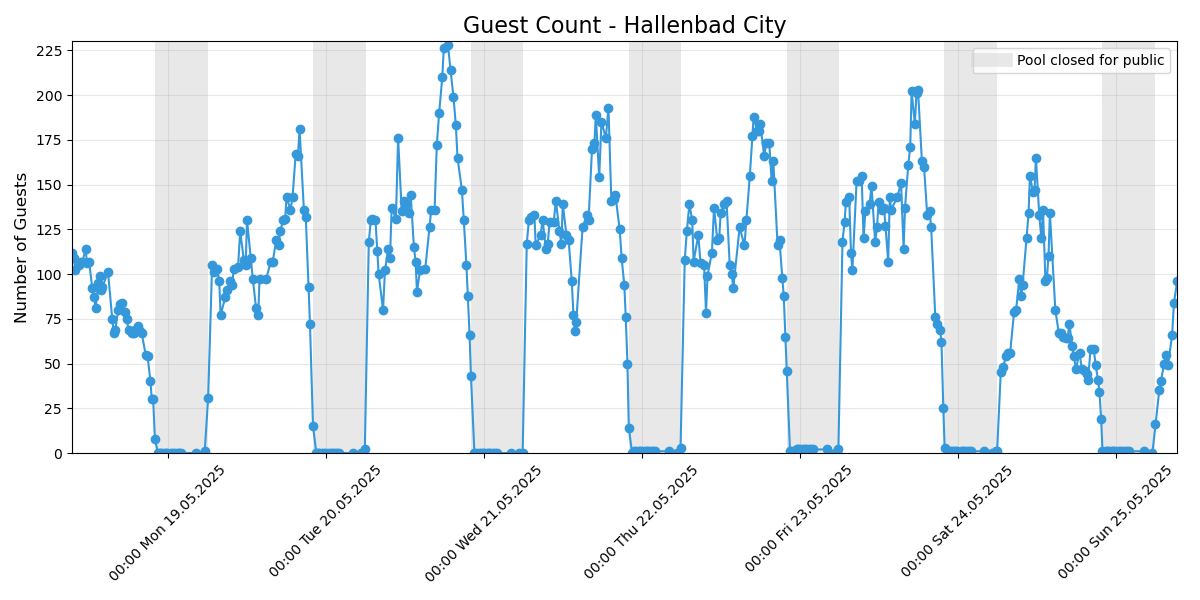 Guest Count - Hallenbad City
Pool closed for public
Number of Guests
225
200
175
150
125
100
75
50
25
0
00:00 Mon 19.05.2025
00:00 Tue 20.05.2025
00:00 Wed 21.05.2025
00:00 Thu 22.05.2025
00:00 Fri 23.05.2025
00:00 Sat 24.05.2025
00:00 Sun 25.05.2025